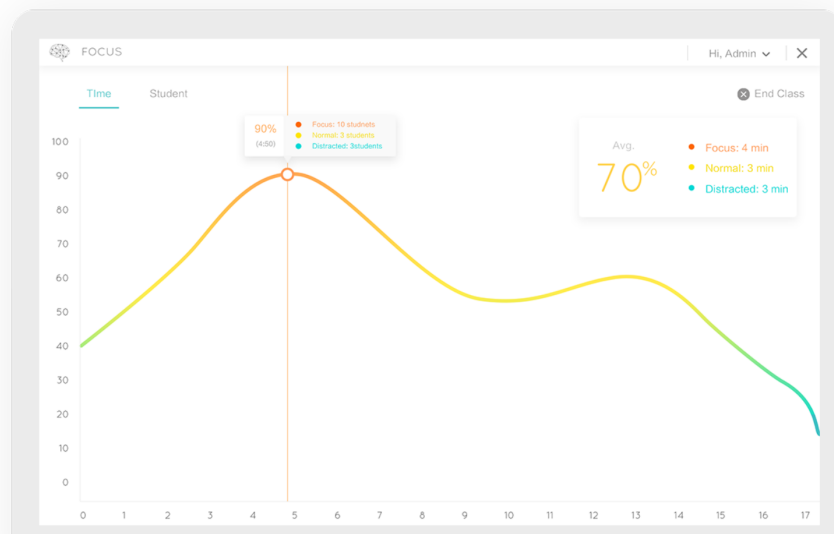 FOCUS
Hi, Admin
TIme
Student
End Class
90%
(4:50)
Focus: 10 studnets
Normal: 3 students
Distracted: 3students
Avg.
70%
Focus: 4 min
Normal: 3 min
Distracted: 3 min
100
90
80
70
60
50
40
30
20
10
0
0 1 2 3 4 5 6 7 8 9 10 11 12 13 14 15 16 17